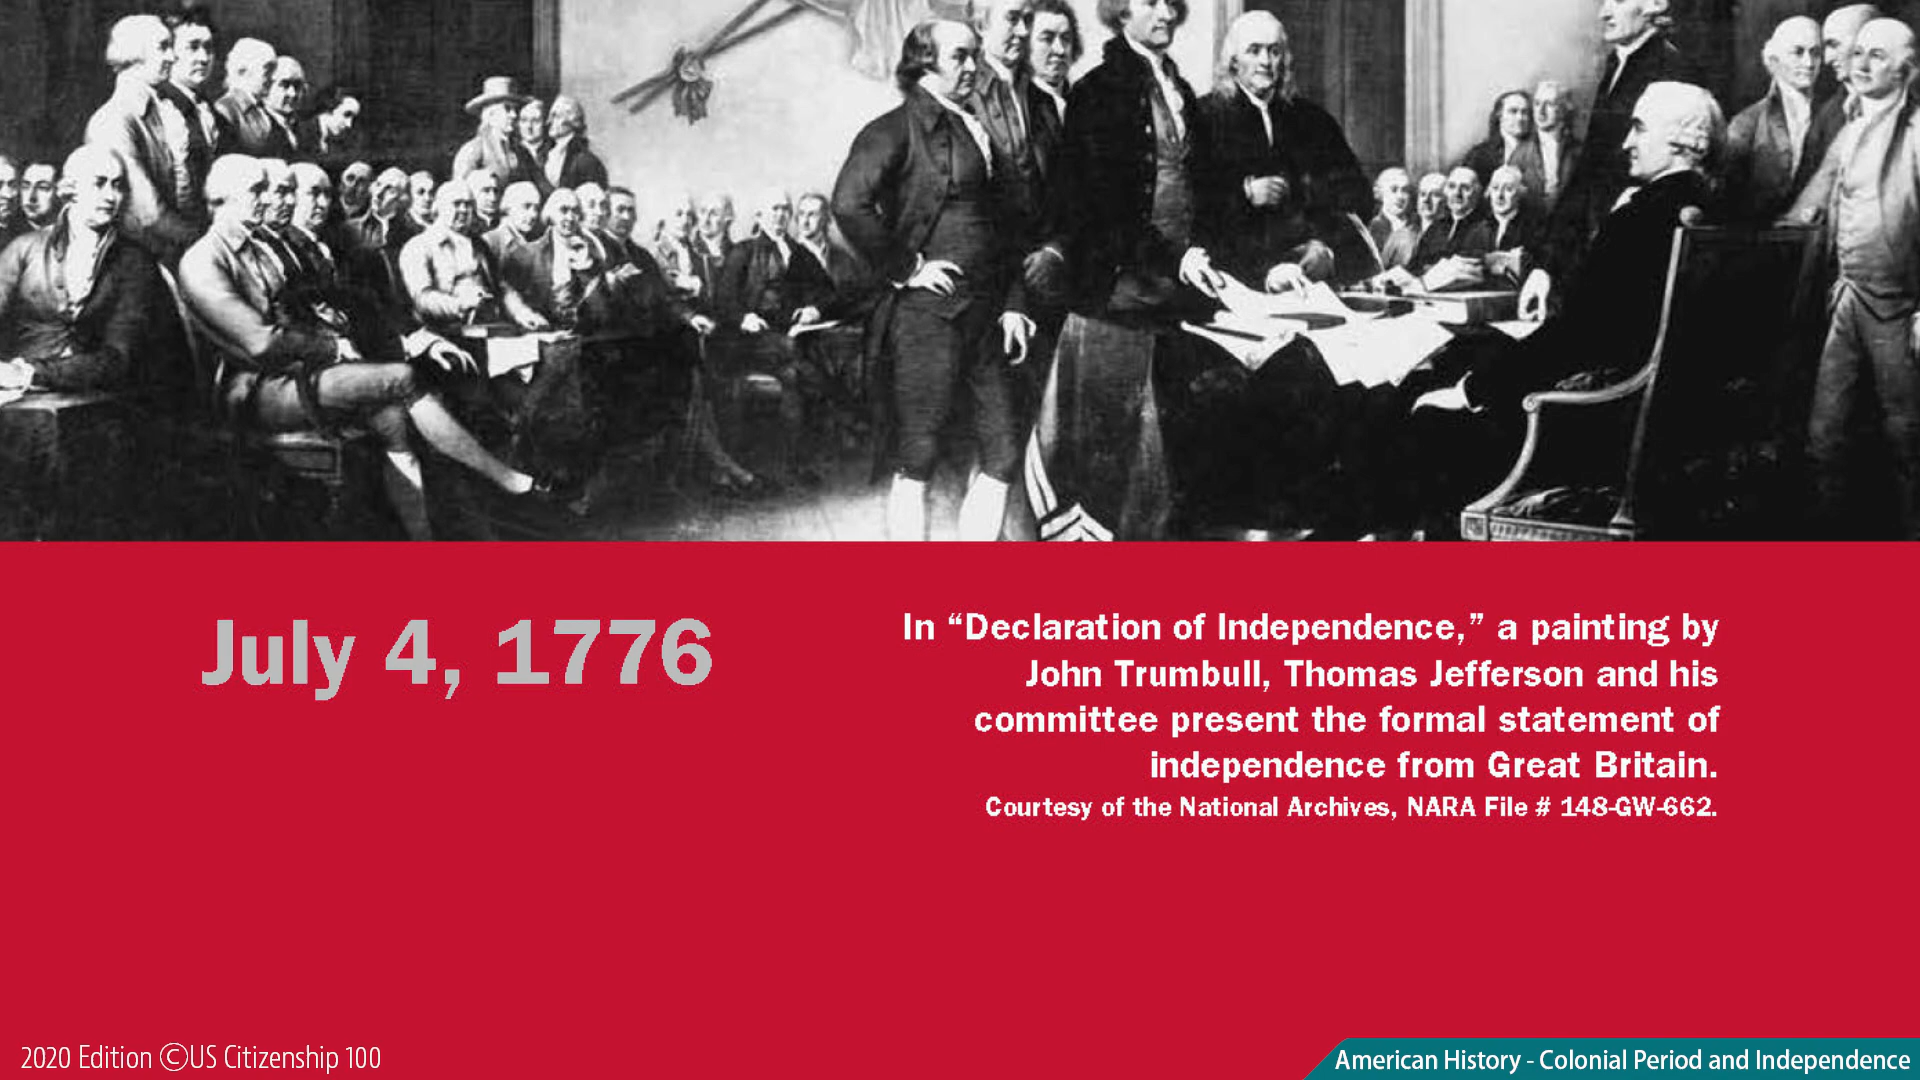 July 4, 1776
In “Declaration of Independence,” a painting by
John Trumbull, Thomas Jefferson and his
committee present the formal statement of
independence from Great Britain.
Courtesy of the National Archives, NARA File # 148-GW-662.
2020 Edition ©US Citizenship 100
American History - Colonial Period and Independence